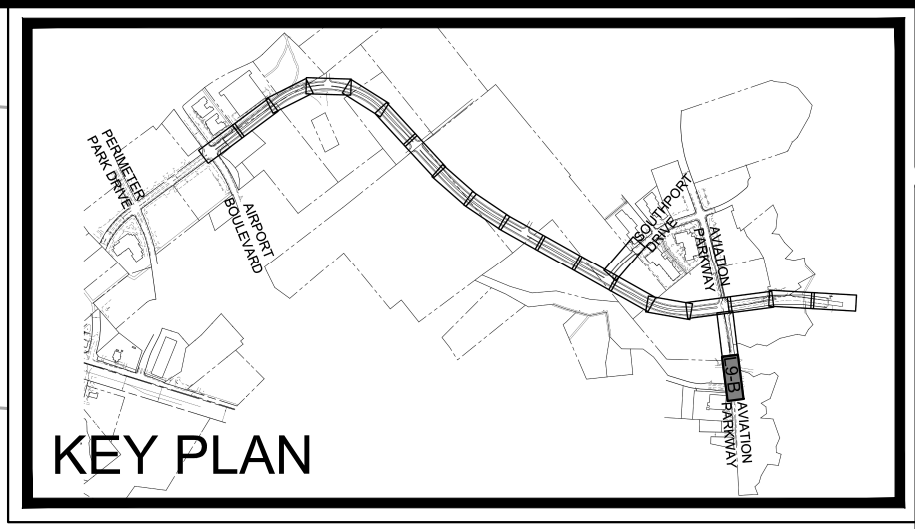 PERIMETER
PARK DRIVE
AIRPORT
BOULEVARD
SOUTHPORT
DRIVE
AVIATION
PARKWAY
L9-B
AVIATION
PARKWAY
KEY PLAN